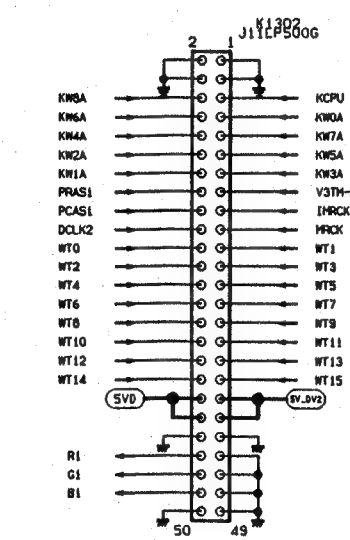 K1302
J11LP500G
2 1
KW8A KCPU
KW6A KW0A
KW4A KW7A
KW2A KW5A
KW1A KW3A
PRAS1 V3TM-
PCAS1 IMRCK
DCLK2 MRCK
WT0 WT1
WT2 WT3
WT4 WT5
WT6 WT7
WT8 WT9
WT10 WT11
WT12 WT13
WT14 WT15
5VD 5V_DV2
R1
G1
B1
50 49